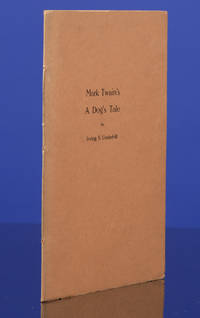 Mark Twain's
A Dog's Tale
by
Irving S. Underhill